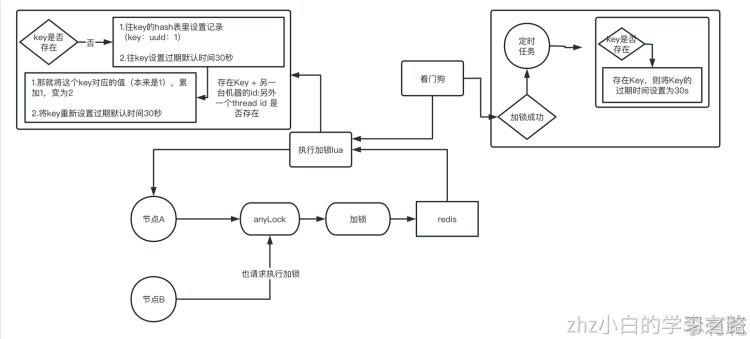 key是否
存在
否
1.往key的hash表里设置记录
（key：uuId：1）
2.往key设置过期默认时间30秒
1.那就将这个key对应的值（本来是1），累
加1，变为2
2.将key重新设置过期默认时间30秒
存在Key + 另一
台机器的id:另外
一个thread id 是
否存在
看门狗
定时
任务
加锁成功
key是否
存在
存在Key，则将Key的
过期时间设置为30s
执行加锁lua
节点A
anyLock
加锁
redis
也请求执行加锁
节点B
zhz小白的学习之路